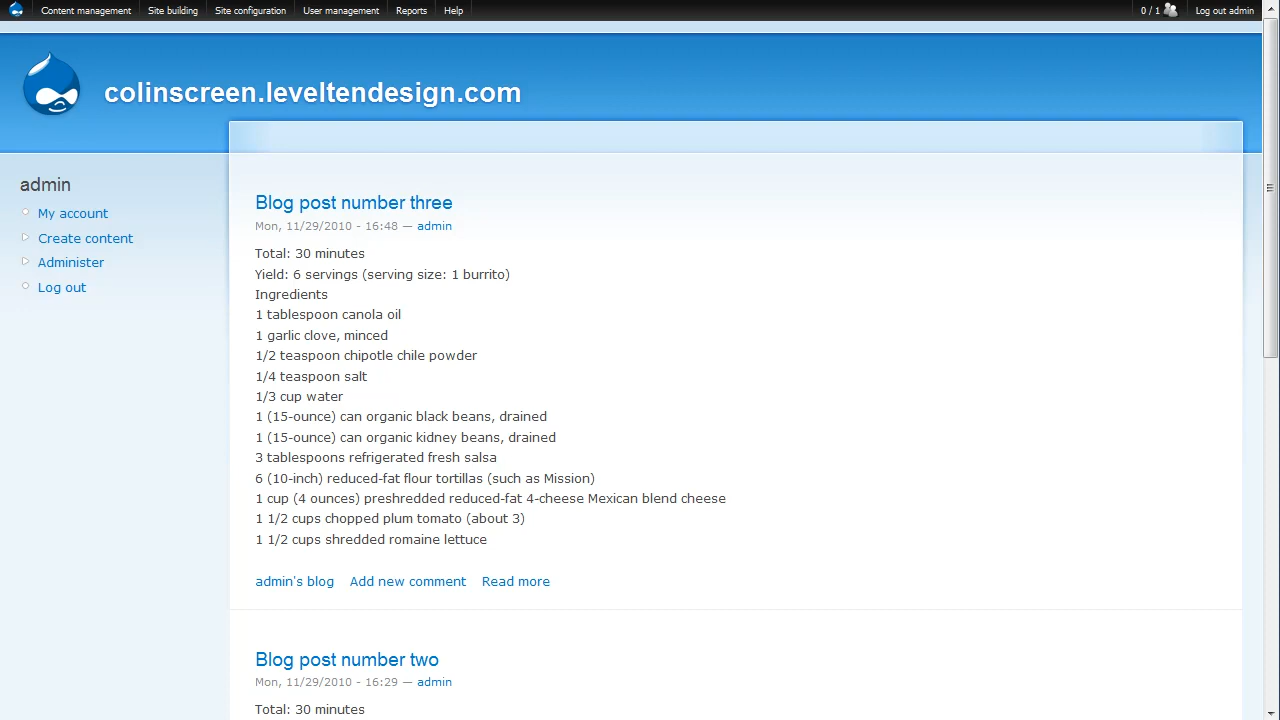 Content management Site building Site configuration User management Reports Help 0 / 1 Log out admin
colinscreen.leveltendesign.com
admin
My account
Create content
Administer
Log out
Blog post number three
Mon, 11/29/2010 - 16:48 — admin
Total: 30 minutes
Yield: 6 servings (serving size: 1 burrito)
Ingredients
1 tablespoon canola oil
1 garlic clove, minced
1/2 teaspoon chipotle chile powder
1/4 teaspoon salt
1/3 cup water
1 (15-ounce) can organic black beans, drained
1 (15-ounce) can organic kidney beans, drained
3 tablespoons refrigerated fresh salsa
6 (10-inch) reduced-fat flour tortillas (such as Mission)
1 cup (4 ounces) preshredded reduced-fat 4-cheese Mexican blend cheese
1 1/2 cups chopped plum tomato (about 3)
1 1/2 cups shredded romaine lettuce
admin's blog Add new comment Read more
Blog post number two
Mon, 11/29/2010 - 16:29 — admin
Total: 30 minutes